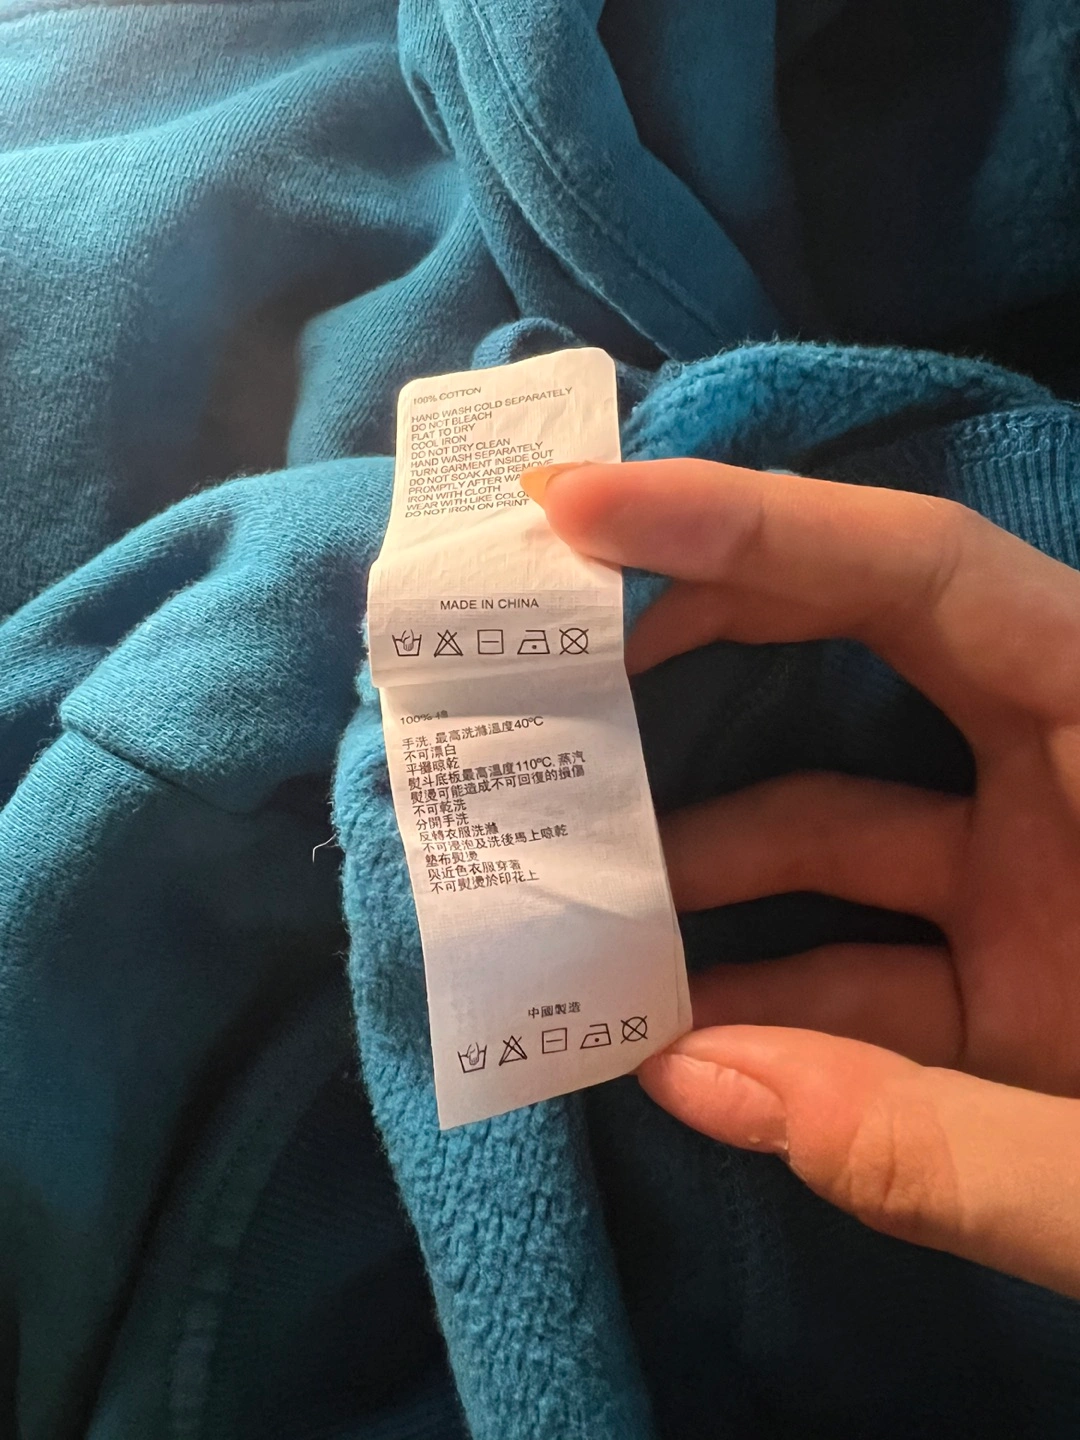 100% COTTON
HAND WASH COLD SEPARATELY
DO NOT BLEACH
FLAT TO DRY
COOL IRON
DO NOT DRY CLEAN
HAND WASH SEPARATELY
TURN GARMENT INSIDE OUT
DO NOT SOAK AND REMOVE
PROMPTLY AFTER
IRON WITH CLOTH
WEAR WITH LIKE
DO NOT IRON ON PRINT
MADE IN CHINA
100% 棉
手洗, 最高洗滌溫度40ºC
不可漂白
平攤晾乾
熨斗底板最高溫度110ºC, 蒸汽
熨燙可能造成不可回復的損傷
不可乾洗
分開手洗
反轉衣服洗滌
不可浸泡及洗後馬上晾乾
墊布熨燙
與近色衣服穿著
不可熨燙於印花上
中國製造